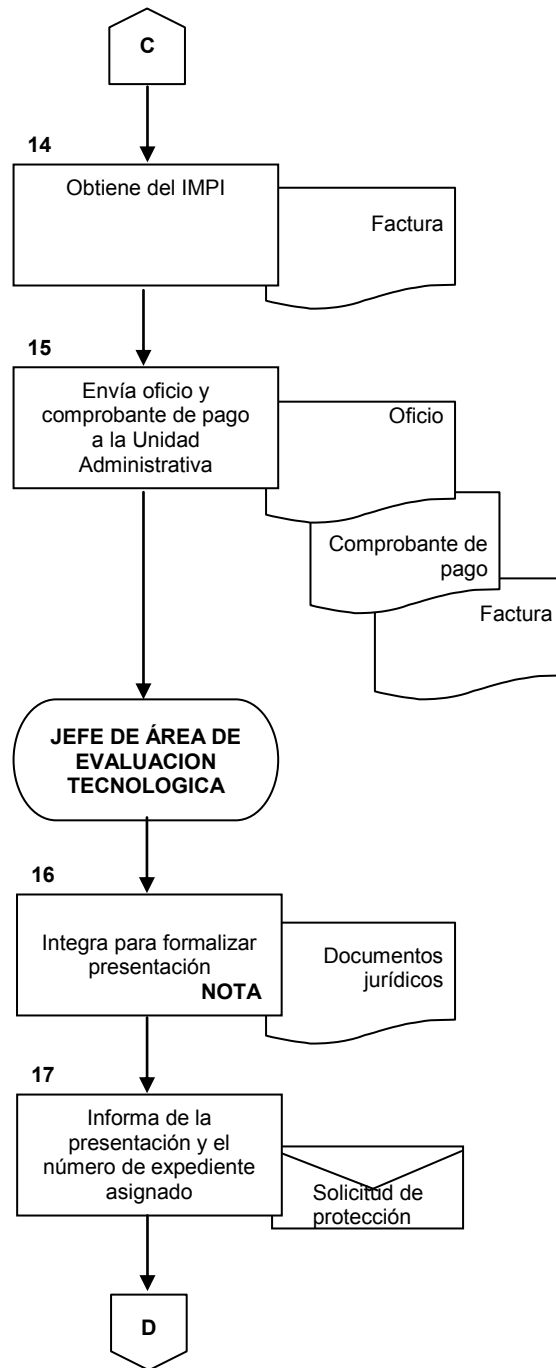 C
14
Obtiene del IMPI
Factura
15
Envía oficio y
comprobante de pago
a la Unidad
Administrativa
Oficio
Comprobante de
pago
Factura
JEFE DE ÁREA DE
EVALUACION
TECNOLOGICA
16
Integra para formalizar
presentación
NOTA
Documentos
jurídicos
17
Informa de la
presentación y el
número de expediente
asignado
Solicitud de
protección
D